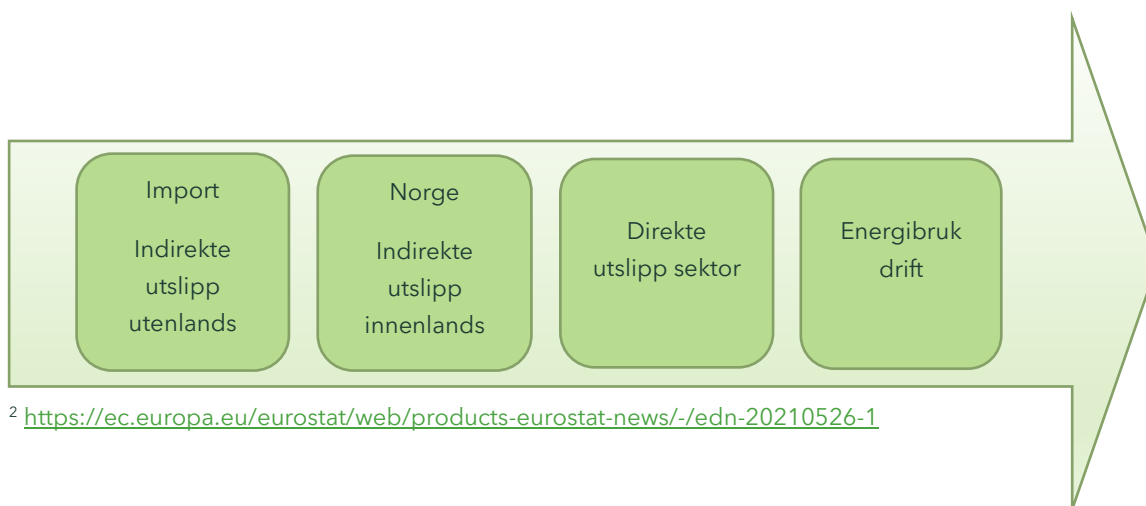 Import
Indirekte
utslipp
utenlands
Norge
Indirekte
utslipp
innenlands
Direkte
utslipp sektor
Energibruk
drift
2 https://ec.europa.eu/eurostat/web/products-eurostat-news/-/edn-20210526-1